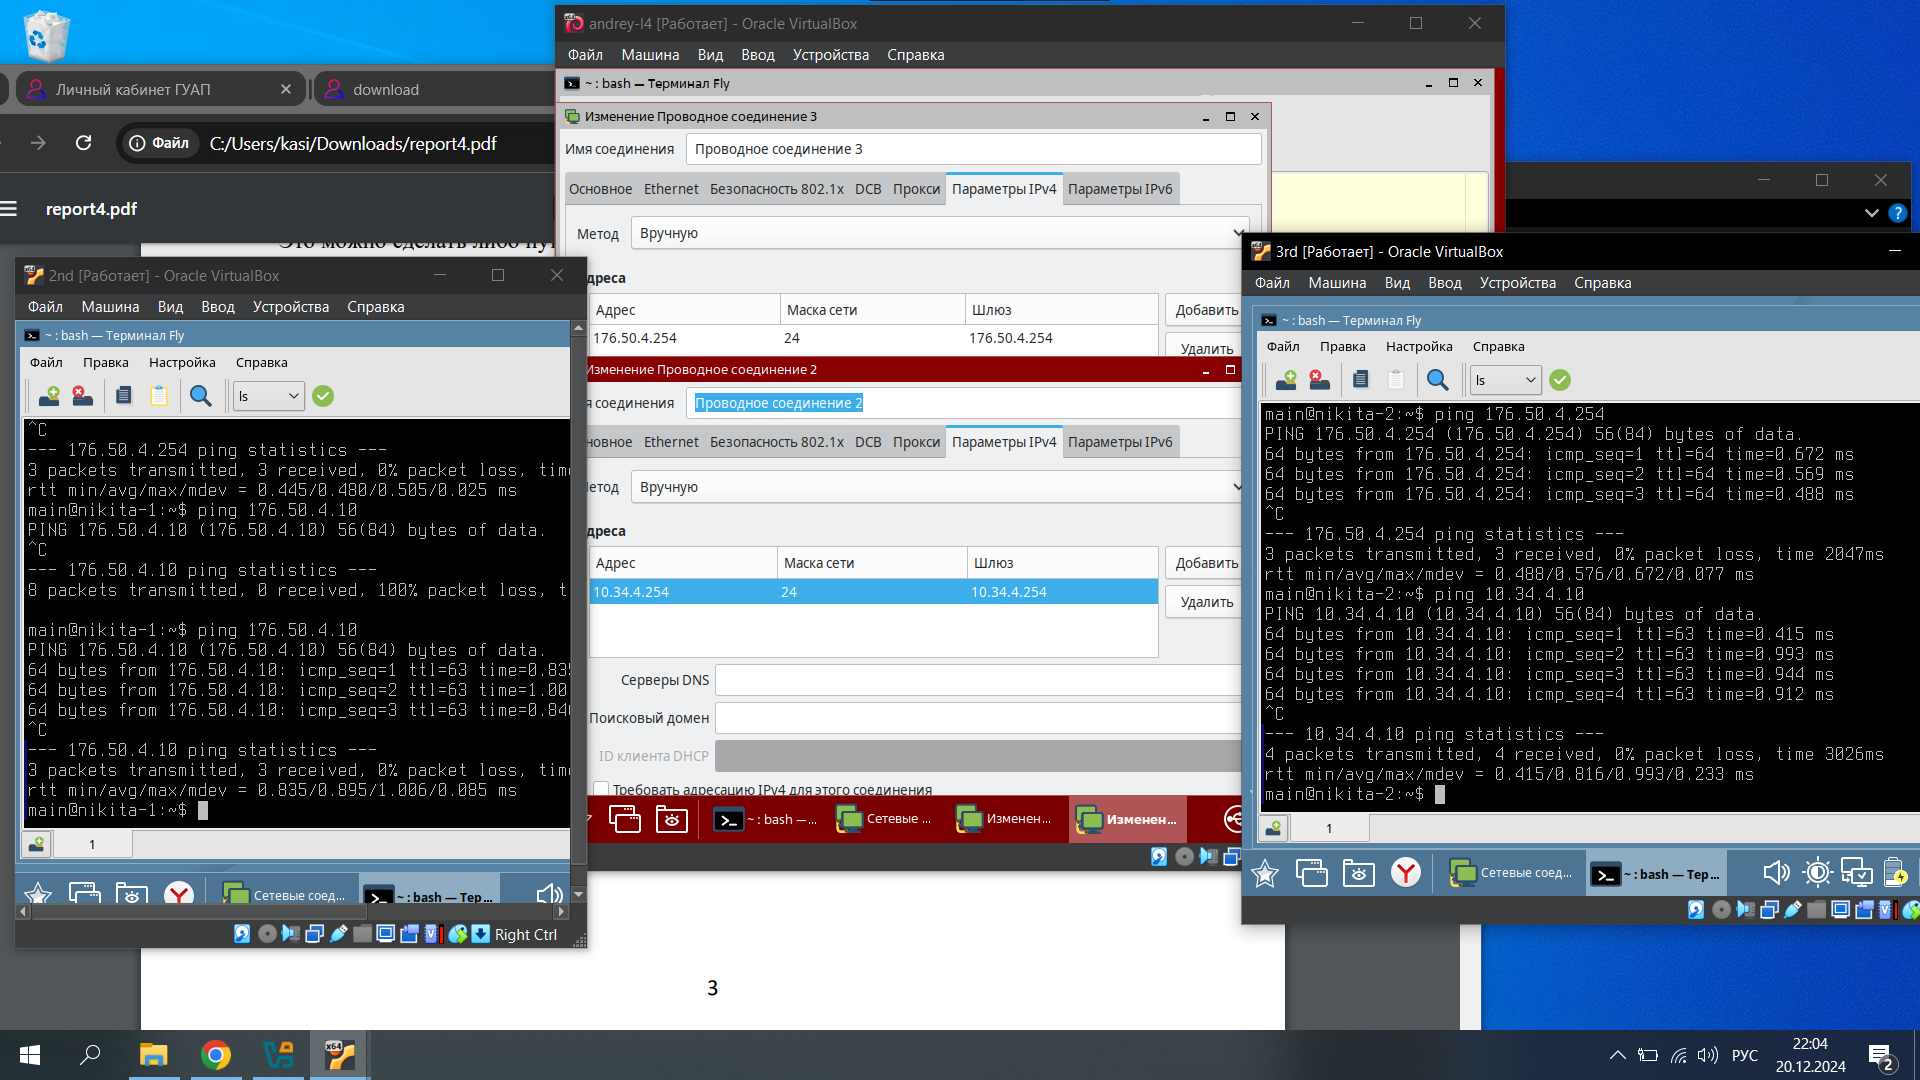 andrey-l4 [Работает] - Oracle VirtualBox
Файл Машина Вид Ввод Устройства Справка
~ : bash — Терминал Fly
Личный кабинет ГУАП
download
Файл C:/Users/kasi/Downloads/report4.pdf
report4.pdf
Изменение Проводное соединение 3
Имя соединения Проводное соединение 3
Основное Ethernet Безопасность 802.1x DCB Прокси Параметры IPv4 Параметры IPv6
Метод Вручную
дреса
Адрес Маска сети Шлюз Добавить
176.50.4.254 24 176.50.4.254
Удалить
Изменение Проводное соединение 2
я соединения Проводное соединение 2
новное Ethernet Безопасность 802.1x DCB Прокси Параметры IPv4 Параметры IPv6
етод Вручную
дреса
Адрес Маска сети Шлюз Добавить
10.34.4.254 24 10.34.4.254
Удалить
Серверы DNS
Поисковый домен
ID клиента DHCP
Требовать адресацию IPv4 для этого соединения
~ : bash —... Сетевые ... Изменен... Изменен...
2nd [Работает] - Oracle VirtualBox
Файл Машина Вид Ввод Устройства Справка
~ : bash — Терминал Fly
Файл Правка Настройка Справка
ls
^C
--- 176.50.4.254 ping statistics ---
3 packets transmitted, 3 received, 0% packet loss, time
rtt min/avg/max/mdev = 0.445/0.480/0.505/0.025 ms
main@nikita-1:~$ ping 176.50.4.10
PING 176.50.4.10 (176.50.4.10) 56(84) bytes of data.
^C
--- 176.50.4.10 ping statistics ---
8 packets transmitted, 0 received, 100% packet loss, t
main@nikita-1:~$ ping 176.50.4.10
PING 176.50.4.10 (176.50.4.10) 56(84) bytes of data.
64 bytes from 176.50.4.10: icmp_seq=1 ttl=63 time=0.835
64 bytes from 176.50.4.10: icmp_seq=2 ttl=63 time=1.00
64 bytes from 176.50.4.10: icmp_seq=3 ttl=63 time=0.84
^C
--- 176.50.4.10 ping statistics ---
3 packets transmitted, 3 received, 0% packet loss, time
rtt min/avg/max/mdev = 0.835/0.895/1.006/0.085 ms
main@nikita-1:~$
1
Сетевые соед... ~ : bash — Тер...
Right Ctrl
3rd [Работает] - Oracle VirtualBox
Файл Машина Вид Ввод Устройства Справка
~ : bash — Терминал Fly
Файл Правка Настройка Справка
ls
main@nikita-2:~$ ping 176.50.4.254
PING 176.50.4.254 (176.50.4.254) 56(84) bytes of data.
64 bytes from 176.50.4.254: icmp_seq=1 ttl=64 time=0.672 ms
64 bytes from 176.50.4.254: icmp_seq=2 ttl=64 time=0.569 ms
64 bytes from 176.50.4.254: icmp_seq=3 ttl=64 time=0.488 ms
^C
--- 176.50.4.254 ping statistics ---
3 packets transmitted, 3 received, 0% packet loss, time 2047ms
rtt min/avg/max/mdev = 0.488/0.576/0.672/0.077 ms
main@nikita-2:~$ ping 10.34.4.10
PING 10.34.4.10 (10.34.4.10) 56(84) bytes of data.
64 bytes from 10.34.4.10: icmp_seq=1 ttl=63 time=0.415 ms
64 bytes from 10.34.4.10: icmp_seq=2 ttl=63 time=0.993 ms
64 bytes from 10.34.4.10: icmp_seq=3 ttl=63 time=0.944 ms
64 bytes from 10.34.4.10: icmp_seq=4 ttl=63 time=0.912 ms
^C
--- 10.34.4.10 ping statistics ---
4 packets transmitted, 4 received, 0% packet loss, time 3026ms
rtt min/avg/max/mdev = 0.415/0.816/0.993/0.233 ms
main@nikita-2:~$
1
Сетевые соед... ~ : bash — Тер...
3
РУС 22:04
20.12.2024
2